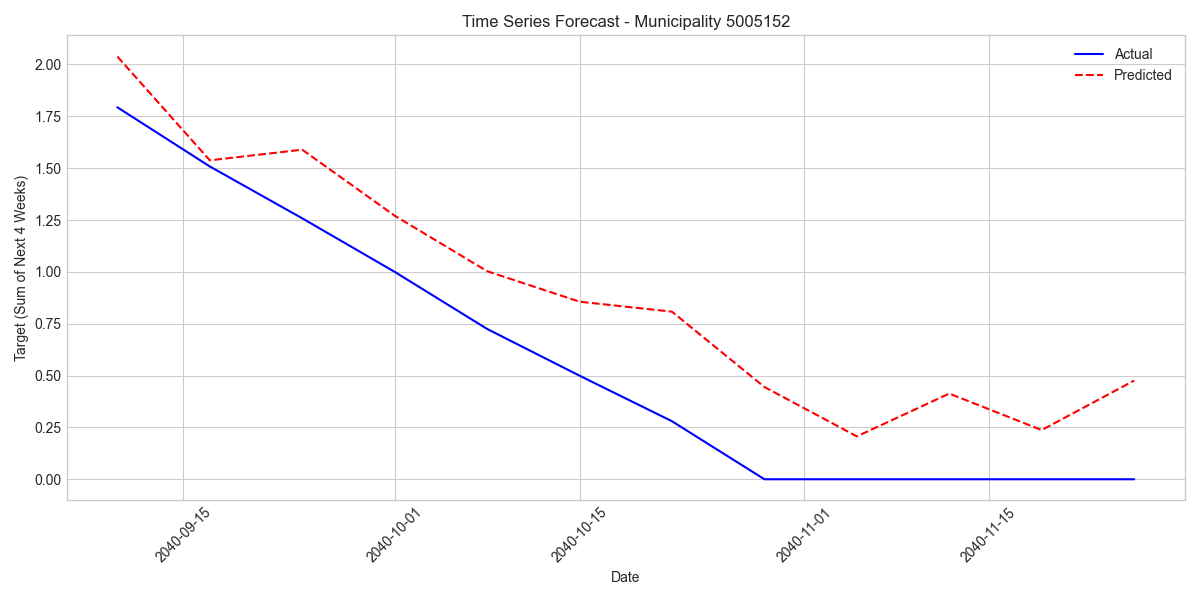 Time Series Forecast - Municipality 5005152
Actual
Predicted
Target (Sum of Next 4 Weeks)
2.00
1.75
1.50
1.25
1.00
0.75
0.50
0.25
0.00
2040-09-15
2040-10-01
2040-10-15
2040-11-01
2040-11-15
Date